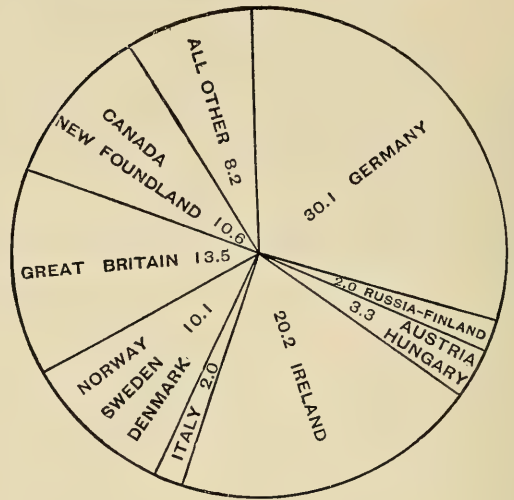 30.1 GERMANY
2.0 RUSSIA-FINLAND
3.3 AUSTRIA
HUNGARY
20.2 IRELAND
ITALY 2.0
NORWAY 10.1
SWEDEN
DENMARK
GREAT BRITAIN 13.5
CANADA
NEW FOUNDLAND 10.6
ALL OTHER 8.2